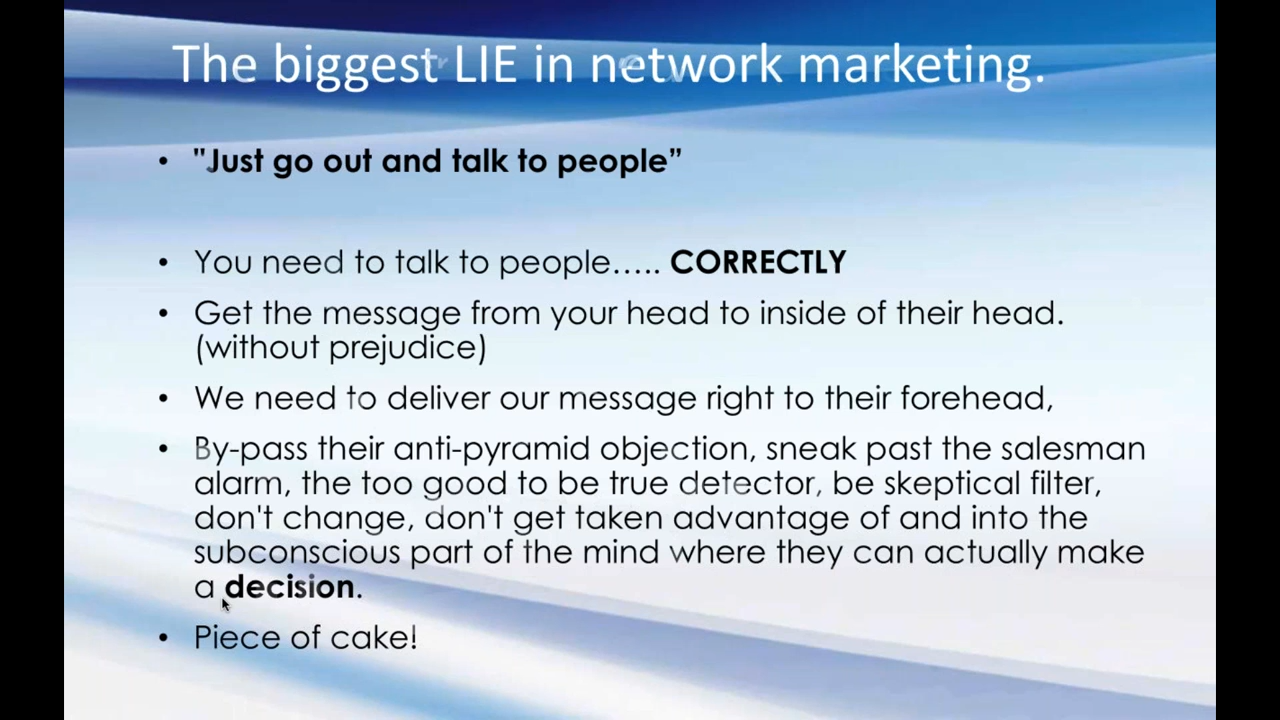 The biggest LIE in network marketing.
• "Just go out and talk to people”
• You need to talk to people….. CORRECTLY
• Get the message from your head to inside of their head.
(without prejudice)
• We need to deliver our message right to their forehead,
• By-pass their anti-pyramid objection, sneak past the salesman
alarm, the too good to be true detector, be skeptical filter,
don't change, don't get taken advantage of and into the
subconscious part of the mind where they can actually make
a decision.
• Piece of cake!